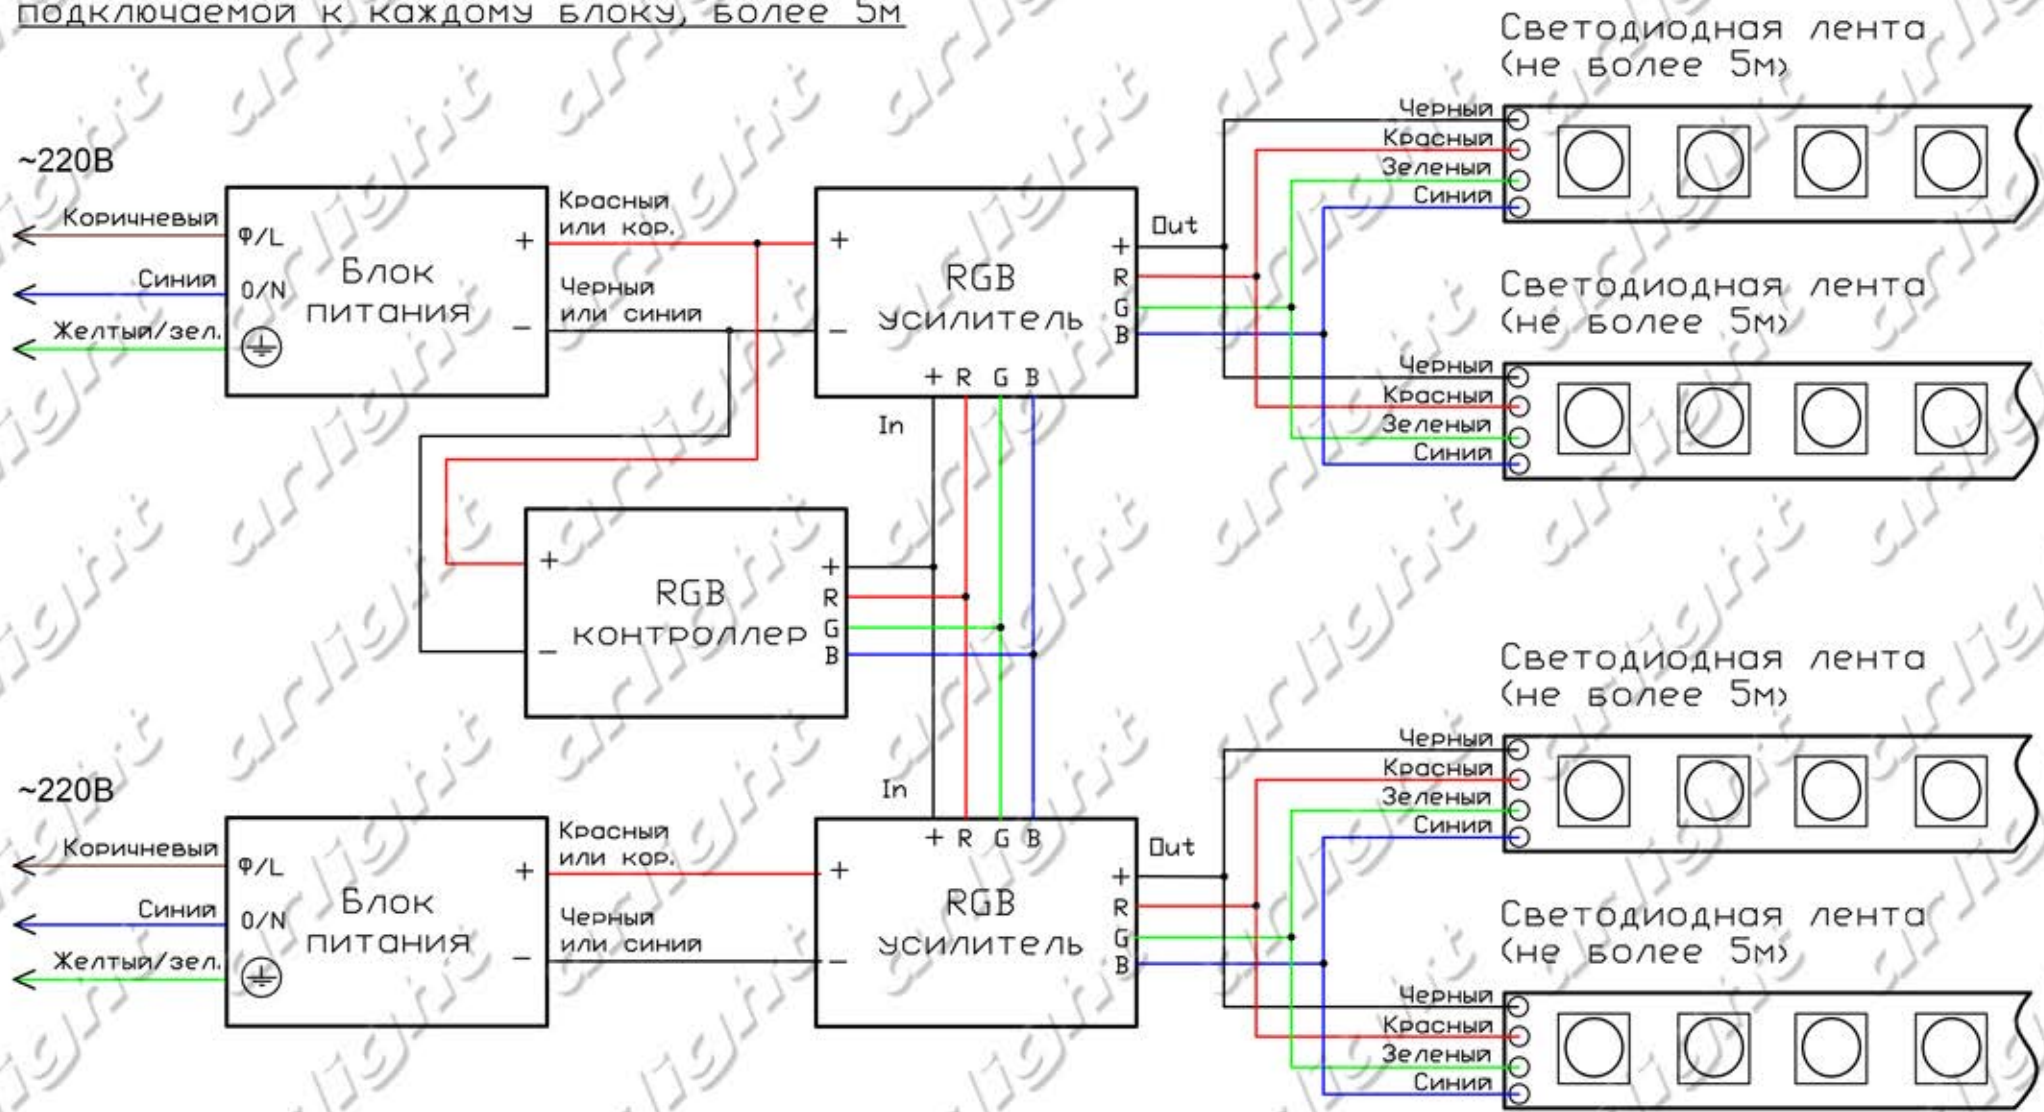 подключаемой к каждому блоку, более 5м
Светодиодная лента
(не более 5м)
Черный
Красный
Зеленый
Синий
~220В
Коричневый
Ф/L
Синий
0/N
Желтый/зел.
Блок
питания
+
−
Красный
или кор.
Черный
или синий
+
−
RGB
усилитель
Out
+
R
G
B
+ R G B
In
Светодиодная лента
(не более 5м)
Черный
Красный
Зеленый
Синий
+
−
RGB
контроллер
+
R
G
B
Светодиодная лента
(не более 5м)
Черный
Красный
Зеленый
Синий
~220В
Коричневый
Ф/L
Синий
0/N
Желтый/зел.
Блок
питания
+
−
Красный
или кор.
Черный
или синий
In
+ R G B
+
−
RGB
усилитель
Out
+
R
G
B
Светодиодная лента
(не более 5м)
Черный
Красный
Зеленый
Синий
arlight